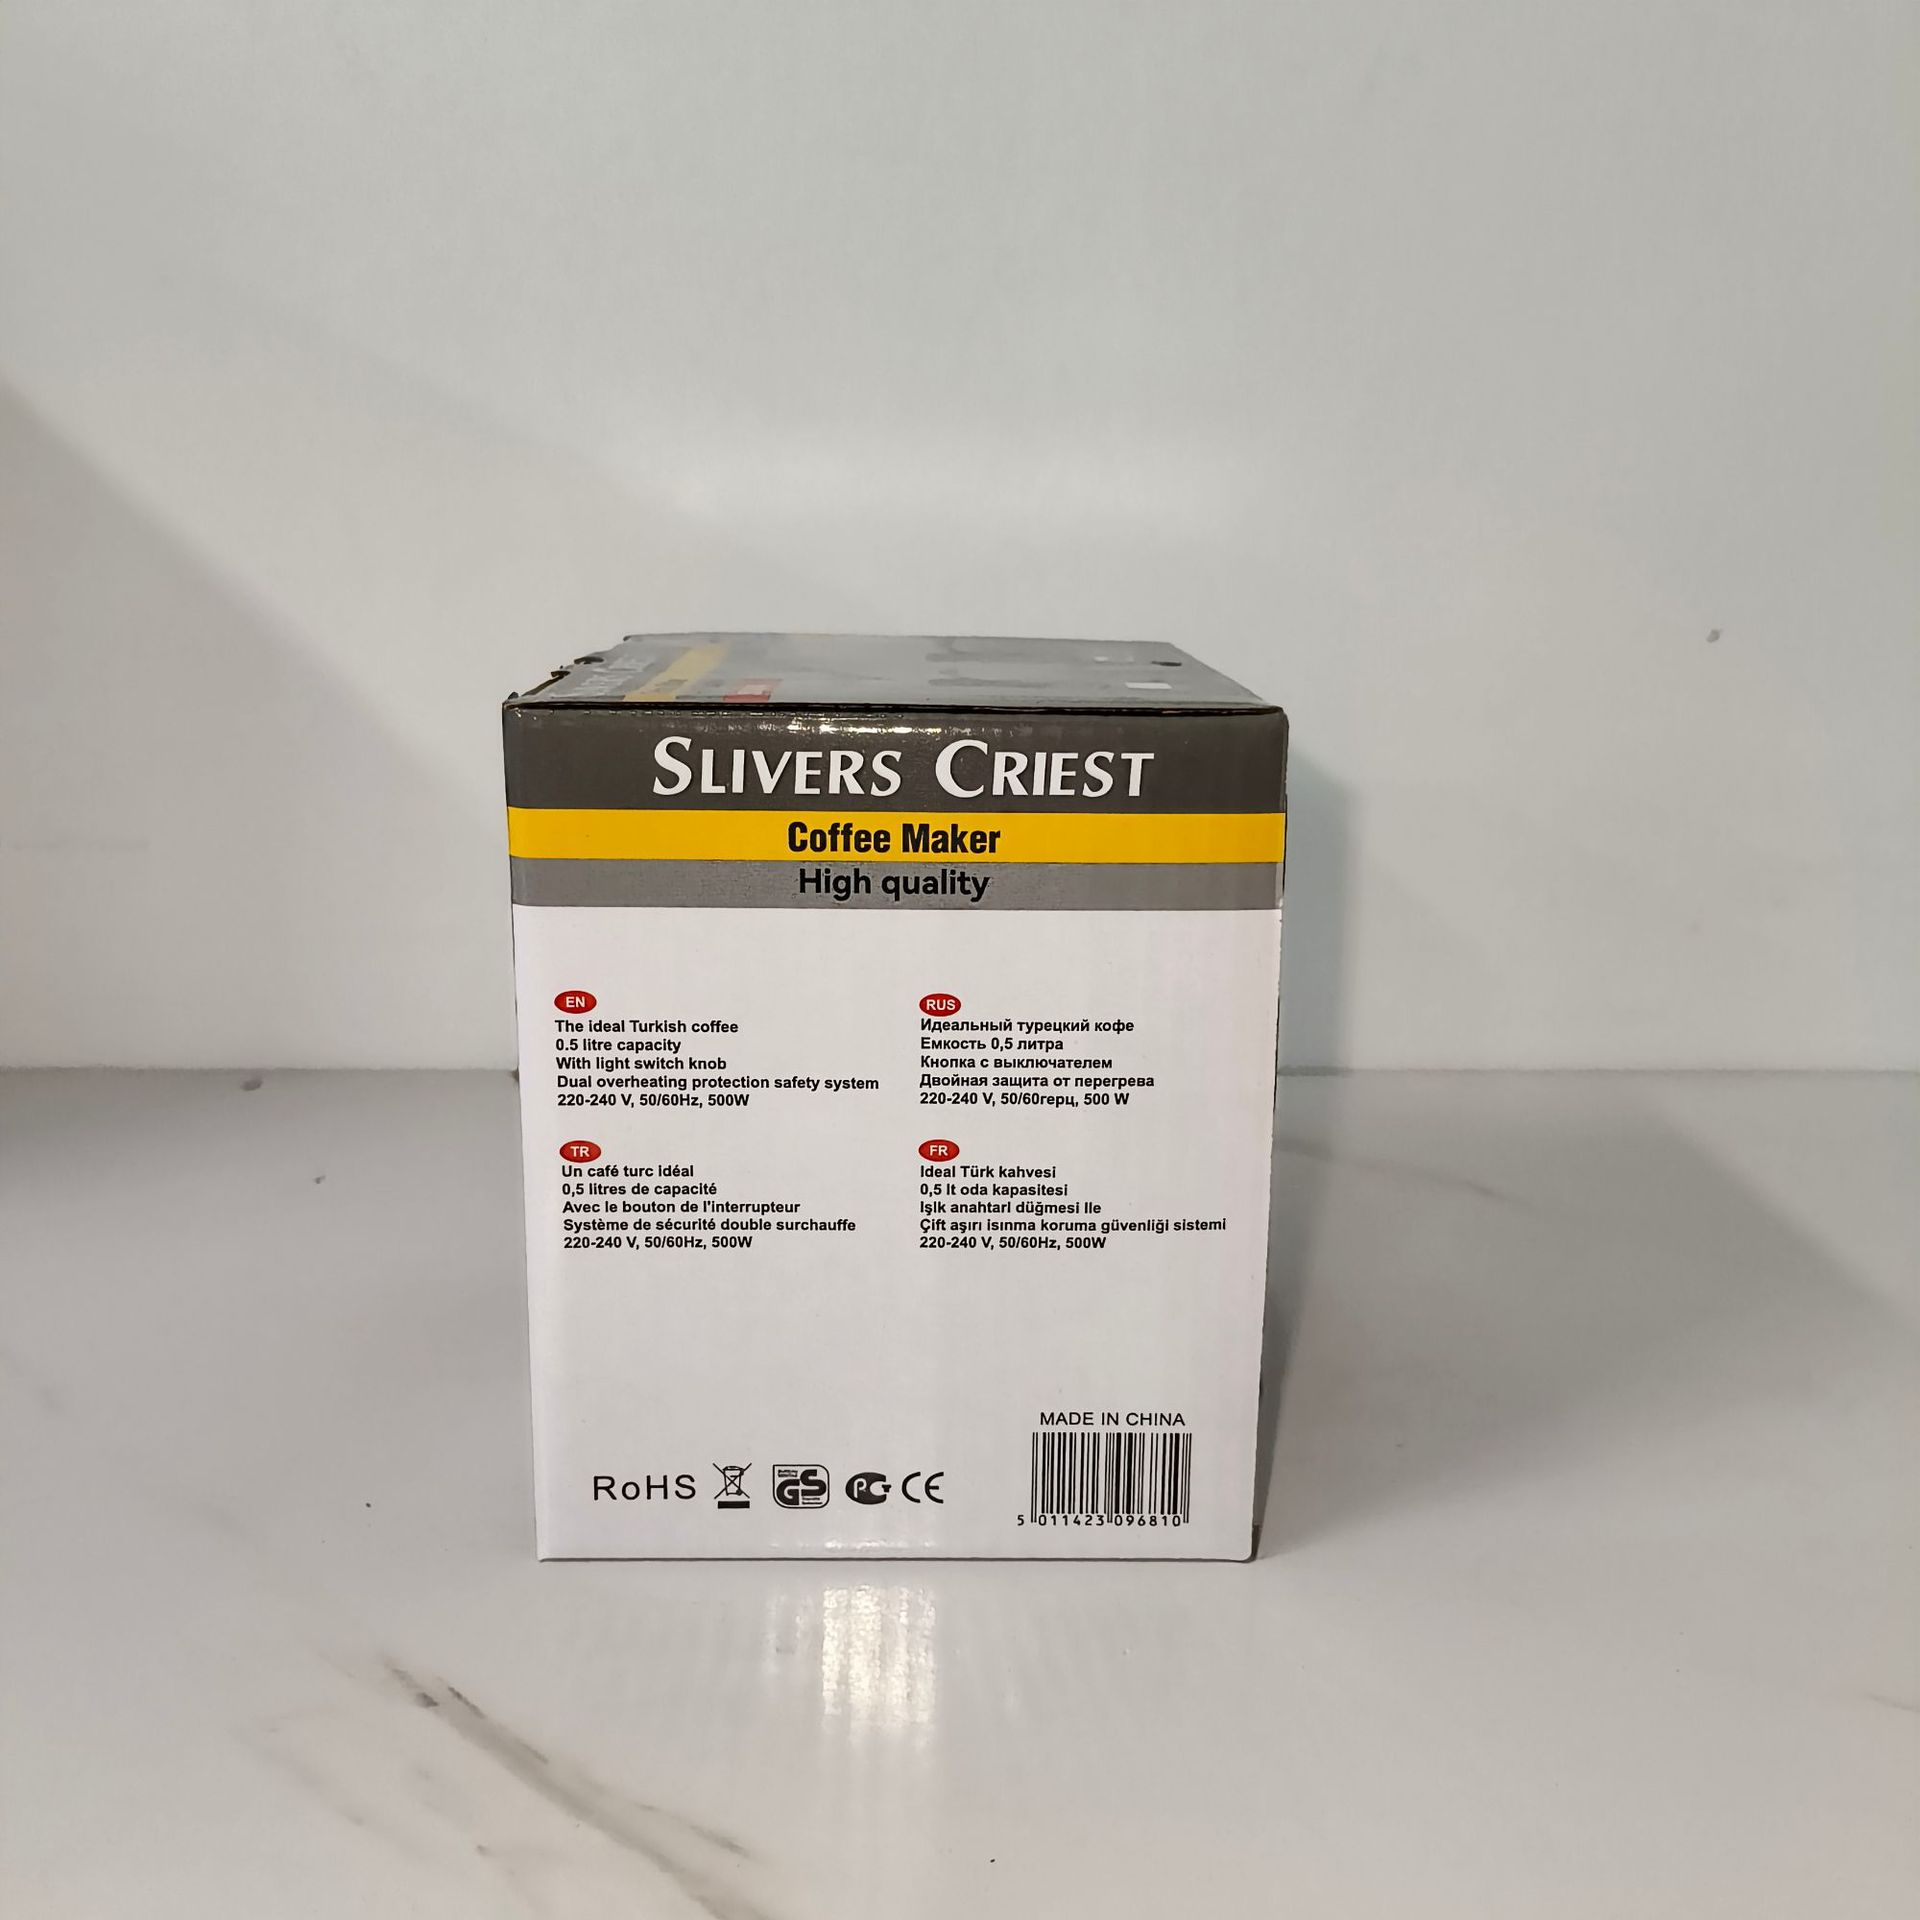 SLIVERS CRIEST
Coffee Maker
High quality
EN
The ideal Turkish coffee
0.5 litre capacity
With light switch knob
Dual overheating protection safety system
220-240 V, 50/60Hz, 500W
RUS
Идеальный турецкий кофе
Емкость 0,5 литра
Кнопка с выключателем
Двойная защита от перегрева
220-240 V, 50/60герц, 500 W
TR
Un café turc idéal
0,5 litres de capacité
Avec le bouton de l'interrupteur
Système de sécurité double surchauffe
220-240 V, 50/60Hz, 500W
FR
Ideal Türk kahvesi
0,5 lt oda kapasitesi
Işlk anahtarl düğmesi Ile
Çift aşırı isınma koruma güvenliği sistemi
220-240 V, 50/60Hz, 500W
MADE IN CHINA
RoHS GS PG CE
5 011423 096810